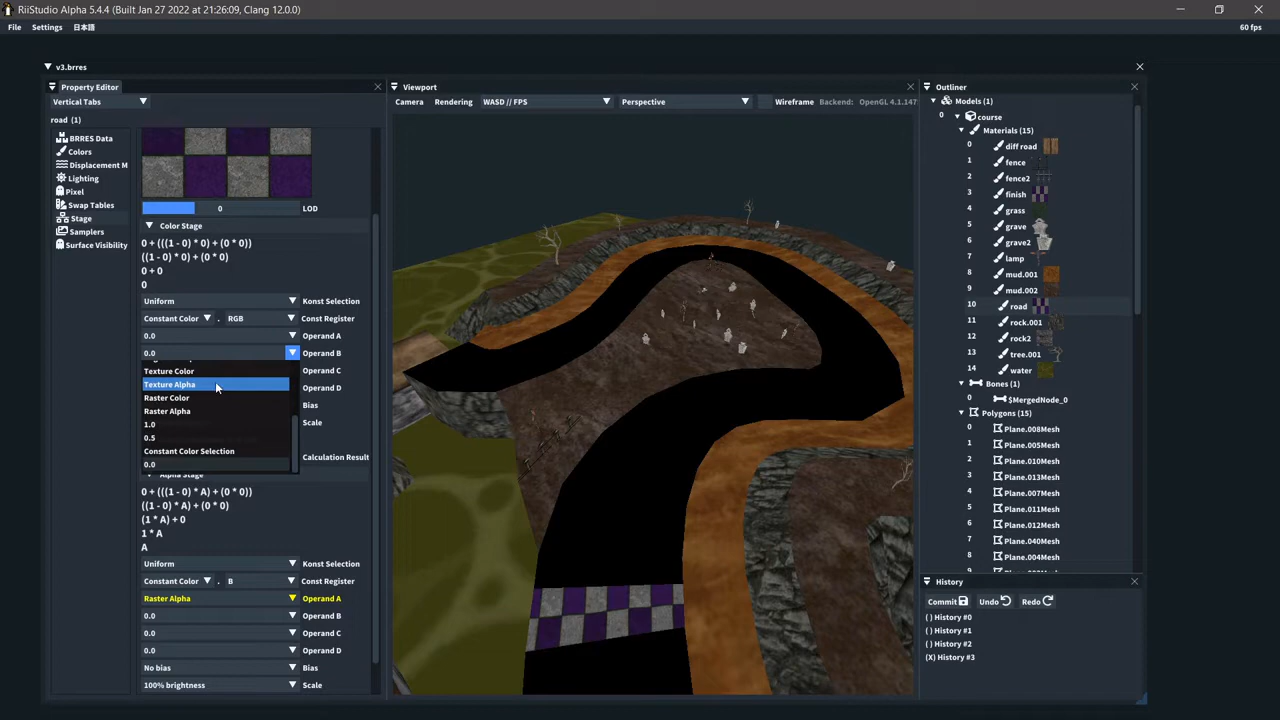 RiiStudio Alpha 5.4.4 (Built Jan 27 2022 at 21:26:09, Clang 12.0.0)
File Settings 日本語 60 fps
v3.brres
Property Editor
Vertical Tabs
road (1)
BRRES Data
Colors
Displacement M
Lighting
Pixel
Swap Tables
Stage
Samplers
Surface Visibility
0 LOD
Color Stage
0 + (((1 - 0) * 0) + (0 * 0))
((1 - 0) * 0) + (0 * 0)
0 + 0
0
Uniform Konst Selection
Constant Color . RGB Const Register
0.0 Operand A
0.0 Operand B
Texture Color Operand C
Texture Alpha Operand D
Raster Color Bias
Raster Alpha
1.0 Scale
0.5
Constant Color Selection Calculation Result
0.0
Alpha Stage
0 + (((1 - 0) * A) + (0 * 0))
((1 - 0) * A) + (0 * 0)
(1 * A) + 0
1 * A
A
Uniform Konst Selection
Constant Color . B Const Register
Raster Alpha Operand A
0.0 Operand B
0.0 Operand C
0.0 Operand D
No bias Bias
100% brightness Scale
Viewport
Camera Rendering WASD // FPS Perspective Wireframe Backend: OpenGL 4.1.147
Outliner
Models (1)
0 course
Materials (15)
0 diff road
1 fence
2 fence2
3 finish
4 grass
5 grave
6 grave2
7 lamp
8 mud.001
9 mud.002
10 road
11 rock.001
12 rock2
13 tree.001
14 water
Bones (1)
0 $MergedNode_0
Polygons (15)
0 Plane.008Mesh
1 Plane.005Mesh
2 Plane.010Mesh
3 Plane.013Mesh
4 Plane.007Mesh
5 Plane.011Mesh
6 Plane.012Mesh
7 Plane.040Mesh
8 Plane.004Mesh
History
Commit Undo Redo
( ) History #0
( ) History #1
( ) History #2
(X) History #3